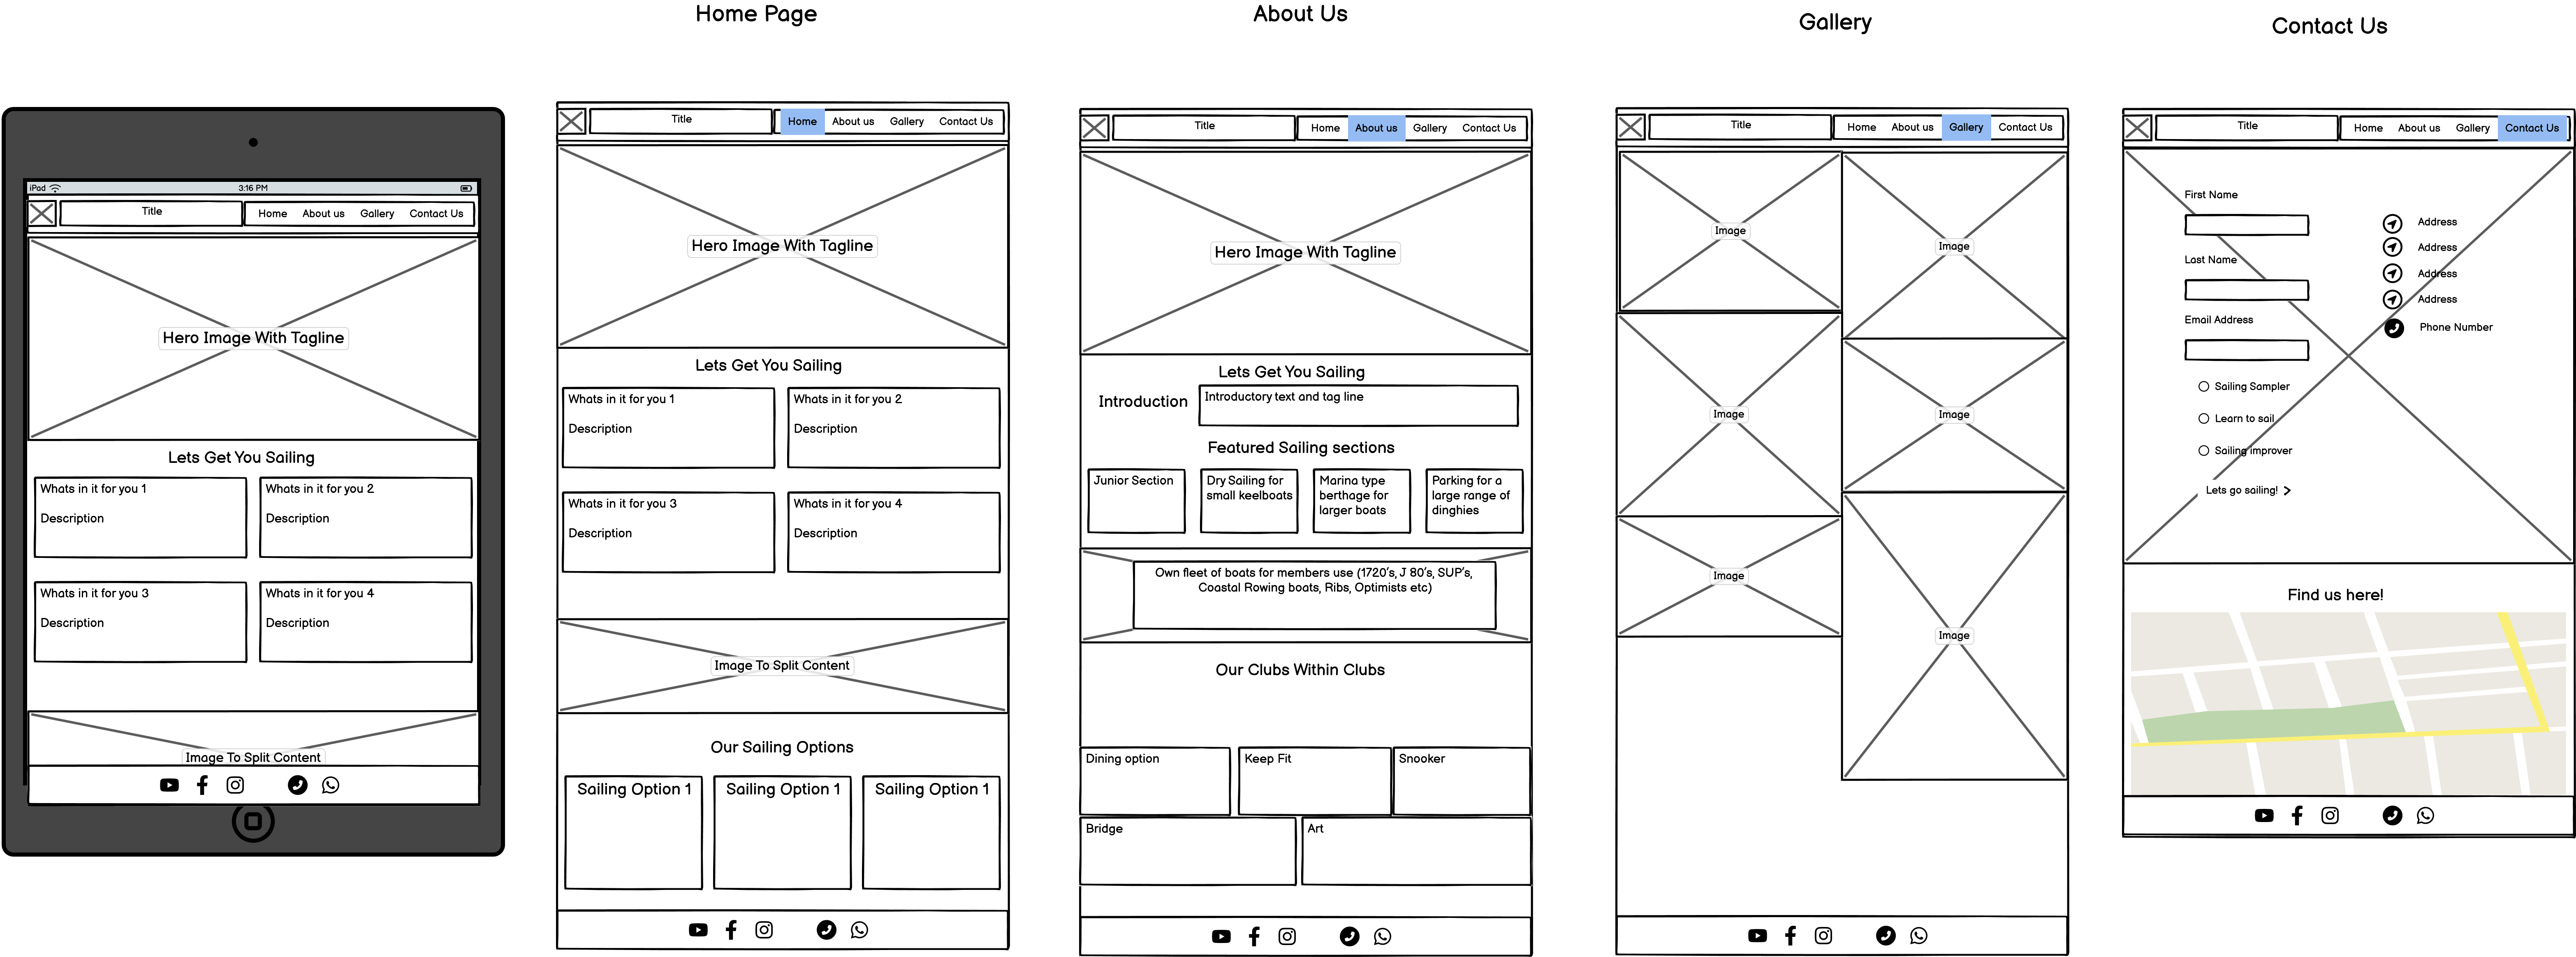 Home Page
About Us
Gallery
Contact Us
iPad
3:16 PM
Title
Home About us Gallery Contact Us
Hero Image With Tagline
Lets Get You Sailing
Whats in it for you 1
Description
Whats in it for you 2
Description
Whats in it for you 3
Description
Whats in it for you 4
Description
Image To Split Content
Title
Home About us Gallery Contact Us
Hero Image With Tagline
Lets Get You Sailing
Whats in it for you 1
Description
Whats in it for you 2
Description
Whats in it for you 3
Description
Whats in it for you 4
Description
Image To Split Content
Our Sailing Options
Sailing Option 1
Sailing Option 1
Sailing Option 1
Title
Home About us Gallery Contact Us
Hero Image With Tagline
Lets Get You Sailing
Introduction
Introductory text and tag line
Featured Sailing sections
Junior Section
Dry Sailing for
small keelboats
Marina type
berthage for
larger boats
Parking for a
large range of
dinghies
Own fleet of boats for members use (1720's, J 80's, SUP's,
Coastal Rowing boats, Ribs, Optimists etc)
Our Clubs Within Clubs
Dining option
Keep Fit
Snooker
Bridge
Art
Title
Home About us Gallery Contact Us
Image
Image
Image
Image
Image
Image
Title
Home About us Gallery Contact Us
First Name
Last Name
Email Address
Sailing Sampler
Learn to sail
Sailing improver
Lets go sailing!
Address
Address
Address
Address
Phone Number
Find us here!